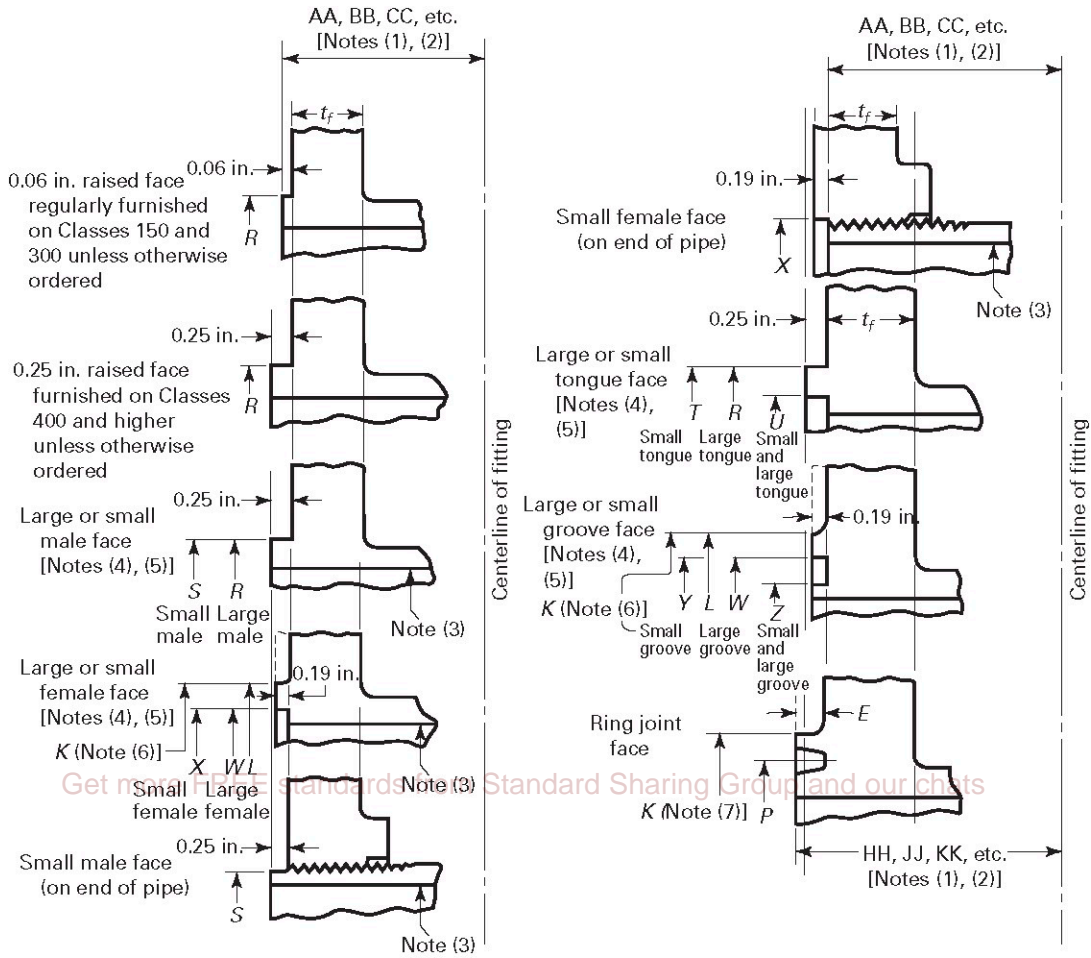 AA, BB, CC, etc.
[Notes (1), (2)]
t_f
0.06 in.
0.06 in. raised face
regularly furnished
on Classes 150 and
300 unless otherwise
ordered
R
0.25 in.
0.25 in. raised face
furnished on Classes
400 and higher
unless otherwise
ordered
R
0.25 in.
Large or small
male face
[Notes (4), (5)]
S R
Small Large
male male
Note (3)
Large or small
female face
[Notes (4), (5)]
0.19 in.
K (Note (6)]
X W L
Small Large
female female
Note (3)
0.25 in.
Small male face
(on end of pipe)
S
Note (3)
Centerline of fitting
AA, BB, CC, etc.
[Notes (1), (2)]
t_f
0.19 in.
Small female face
(on end of pipe)
X
Note (3)
0.25 in.
t_f
Large or small
tongue face
[Notes (4),
(5)]
T R U
Small tongue
Large tongue
Small and large tongue
Large or small
groove face
[Notes (4),
(5)]
0.19 in.
K (Note (6)]
Y L W Z
Small groove
Large groove
Small and large groove
Ring joint
face
E
K (Note (7)]
P
HH, JJ, KK, etc.
[Notes (1), (2)]
Centerline of fitting
Get more FREE standards from Standard Sharing Group and our chats